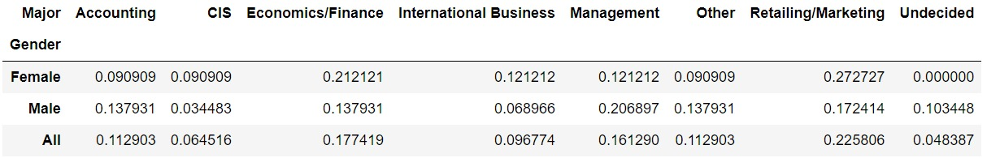 Major Accounting CIS Economics/Finance International Business Management Other Retailing/Marketing Undecided
Gender
Female 0.090909 0.090909 0.212121 0.121212 0.121212 0.090909 0.272727 0.000000
Male 0.137931 0.034483 0.137931 0.068966 0.206897 0.137931 0.172414 0.103448
All 0.112903 0.064516 0.177419 0.096774 0.161290 0.112903 0.225806 0.048387